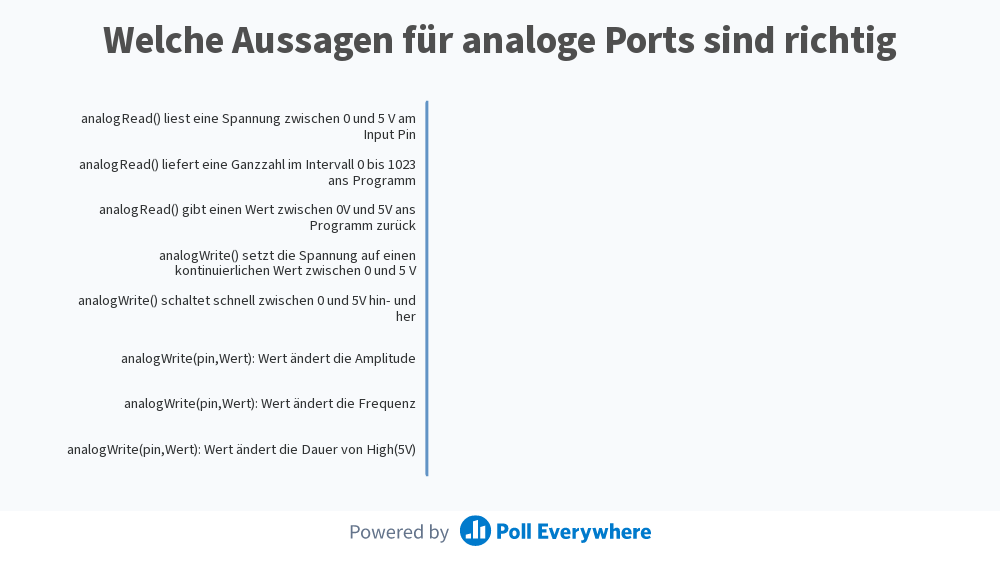 Welche Aussagen für analoge Ports sind richtig
analogRead() liest eine Spannung zwischen 0 und 5 V am
Input Pin
analogRead() liefert eine Ganzzahl im Intervall 0 bis 1023
ans Programm
analogRead() gibt einen Wert zwischen 0V und 5V ans
Programm zurück
analogWrite() setzt die Spannung auf einen
kontinuierlichen Wert zwischen 0 und 5 V
analogWrite() schaltet schnell zwischen 0 und 5V hin- und
her
analogWrite(pin,Wert): Wert ändert die Amplitude
analogWrite(pin,Wert): Wert ändert die Frequenz
analogWrite(pin,Wert): Wert ändert die Dauer von High(5V)
Powered by Poll Everywhere